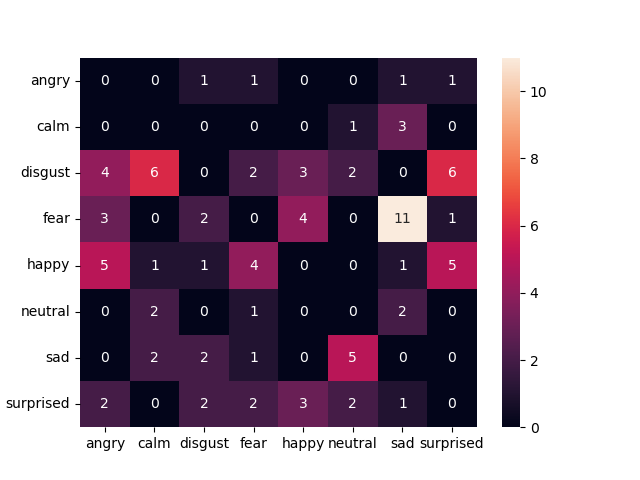 angry 0 0 1 1 0 0 1 1
calm 0 0 0 0 0 1 3 0
disgust 4 6 0 2 3 2 0 6
fear 3 0 2 0 4 0 11 1
happy 5 1 1 4 0 0 1 5
neutral 0 2 0 1 0 0 2 0
sad 0 2 2 1 0 5 0 0
surprised 2 0 2 2 3 2 1 0
angry calm disgust fear happy neutral sad surprised
10
8
6
4
2
0